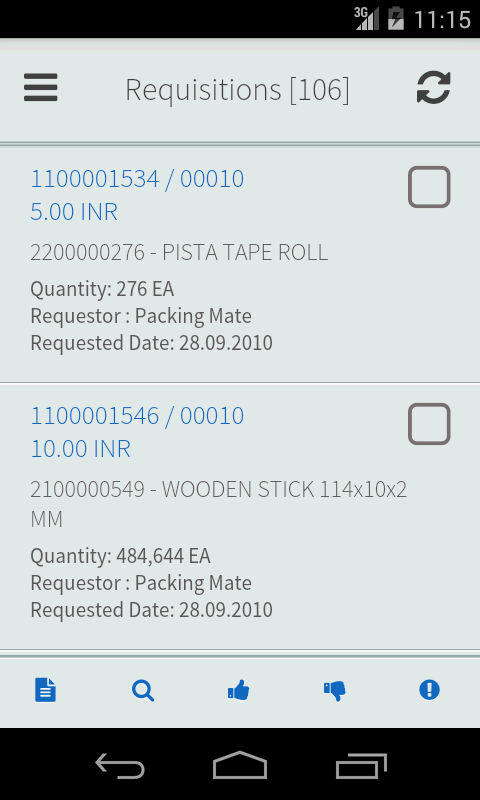 3G 11:15
Requisitions [106]
1100001534 / 00010
5.00 INR
2200000276 - PISTA TAPE ROLL
Quantity: 276 EA
Requestor : Packing Mate
Requested Date: 28.09.2010
1100001546 / 00010
10.00 INR
2100000549 - WOODEN STICK 114x10x2
MM
Quantity: 484,644 EA
Requestor : Packing Mate
Requested Date: 28.09.2010